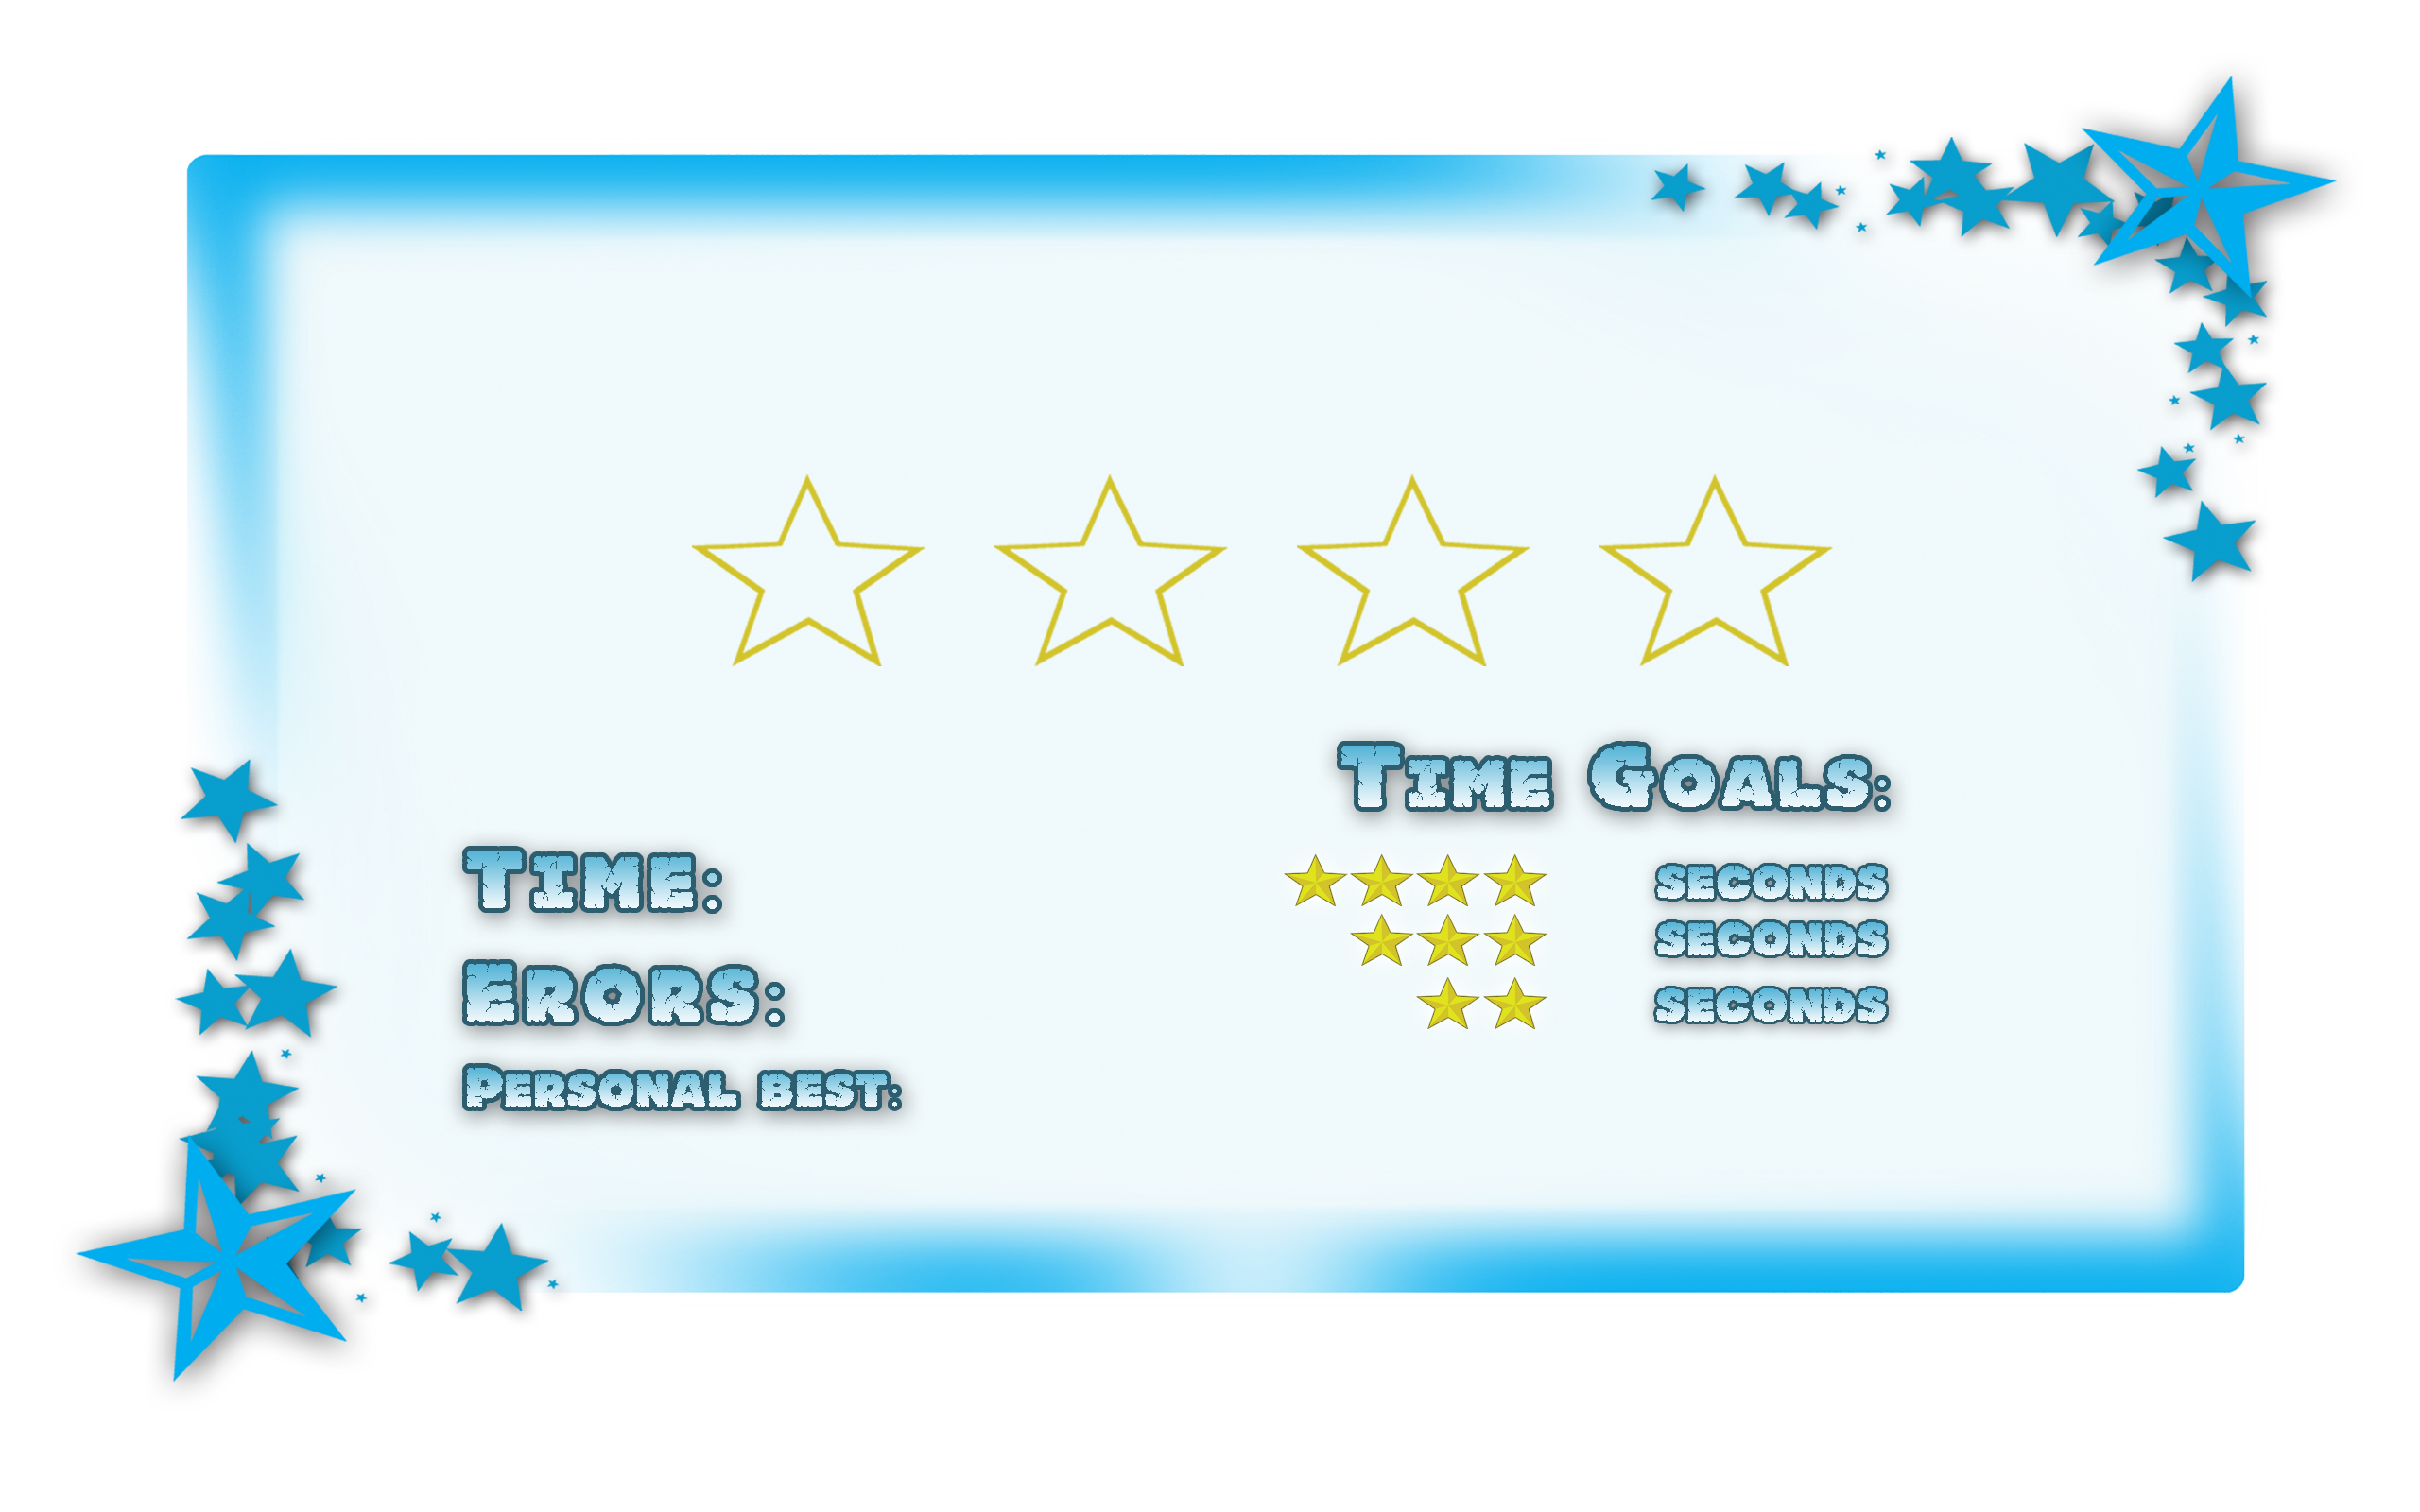 Time Goals:
Time:
seconds
seconds
Erors:
seconds
Personal best: